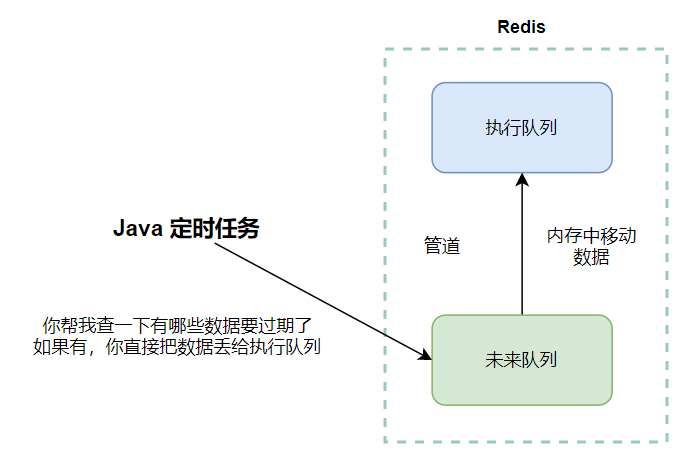 Redis
执行队列
Java 定时任务
管道
内存中移动
数据
你帮我查一下有哪些数据要过期了
如果有，你直接把数据丢给执行队列
未来队列